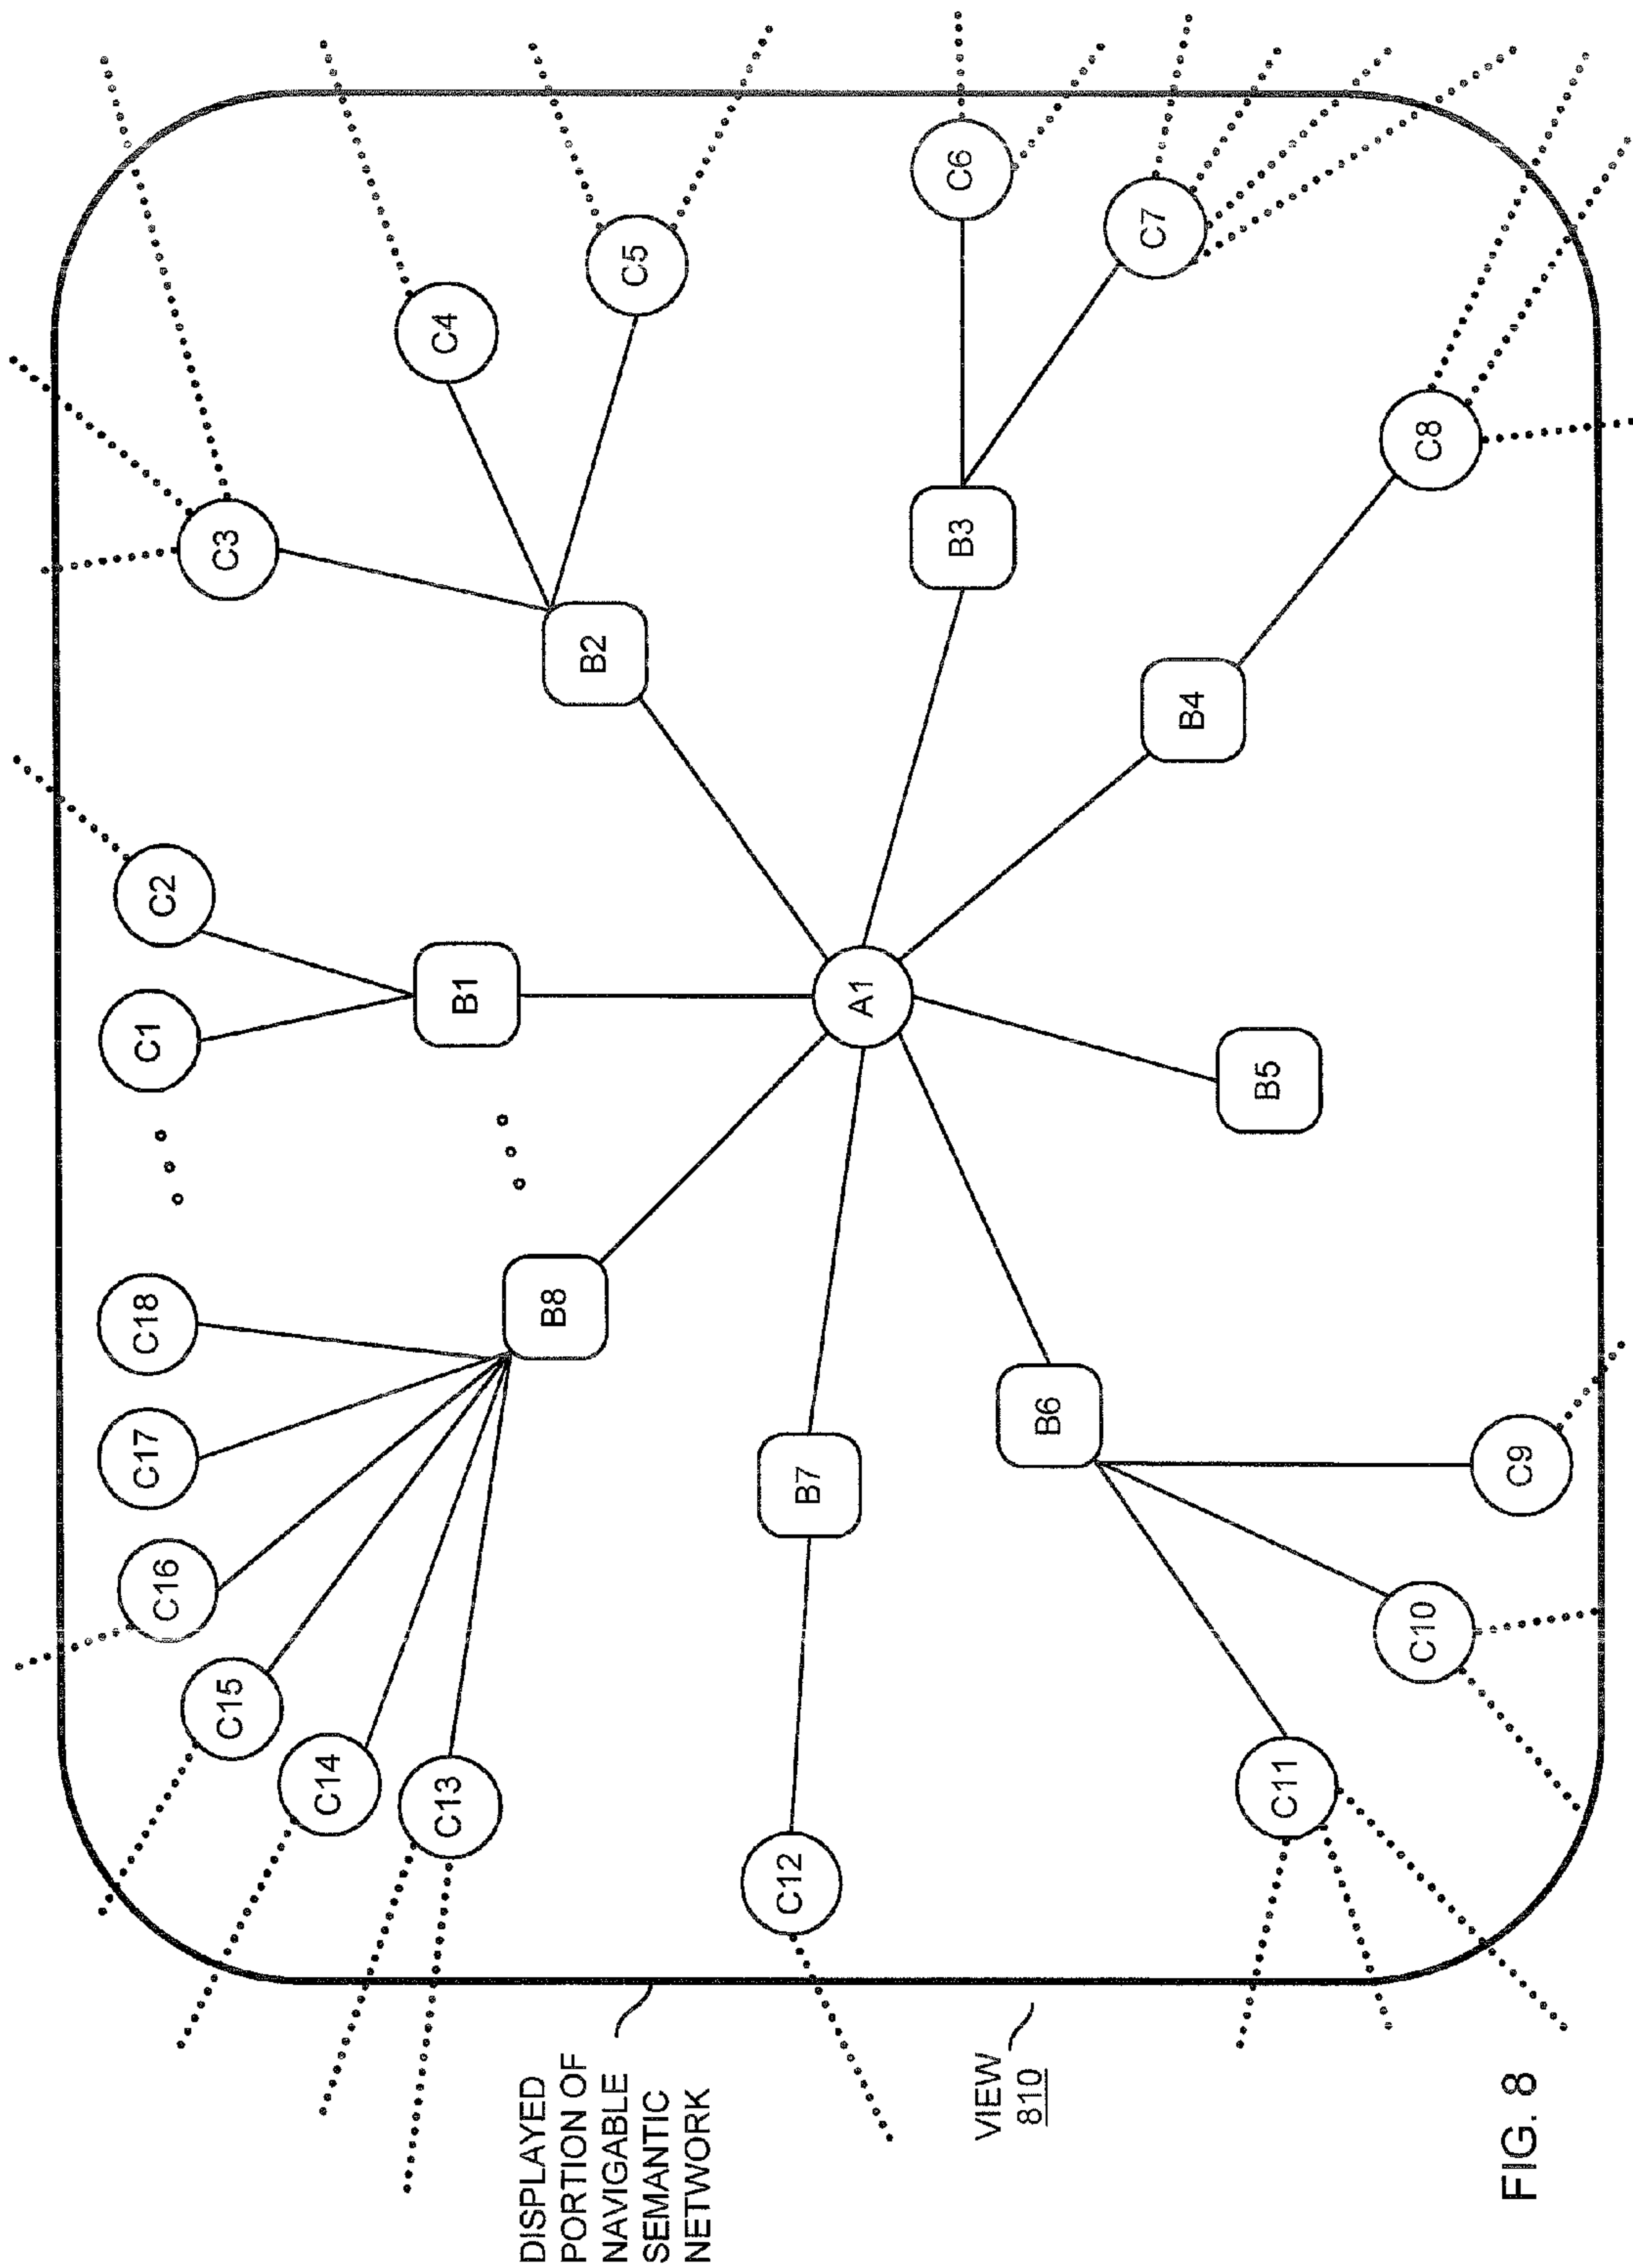 C18
C17
C16
C15
C14
C13
C1
C2
C3
C4
C5
C6
C7
C8
B8
B1
B2
B3
B7
A1
B4
C12
B6
B5
C11
C10
C9
DISPLAYED
PORTION OF
NAVIGABLE
SEMANTIC
NETWORK
VIEW
810
FIG. 8